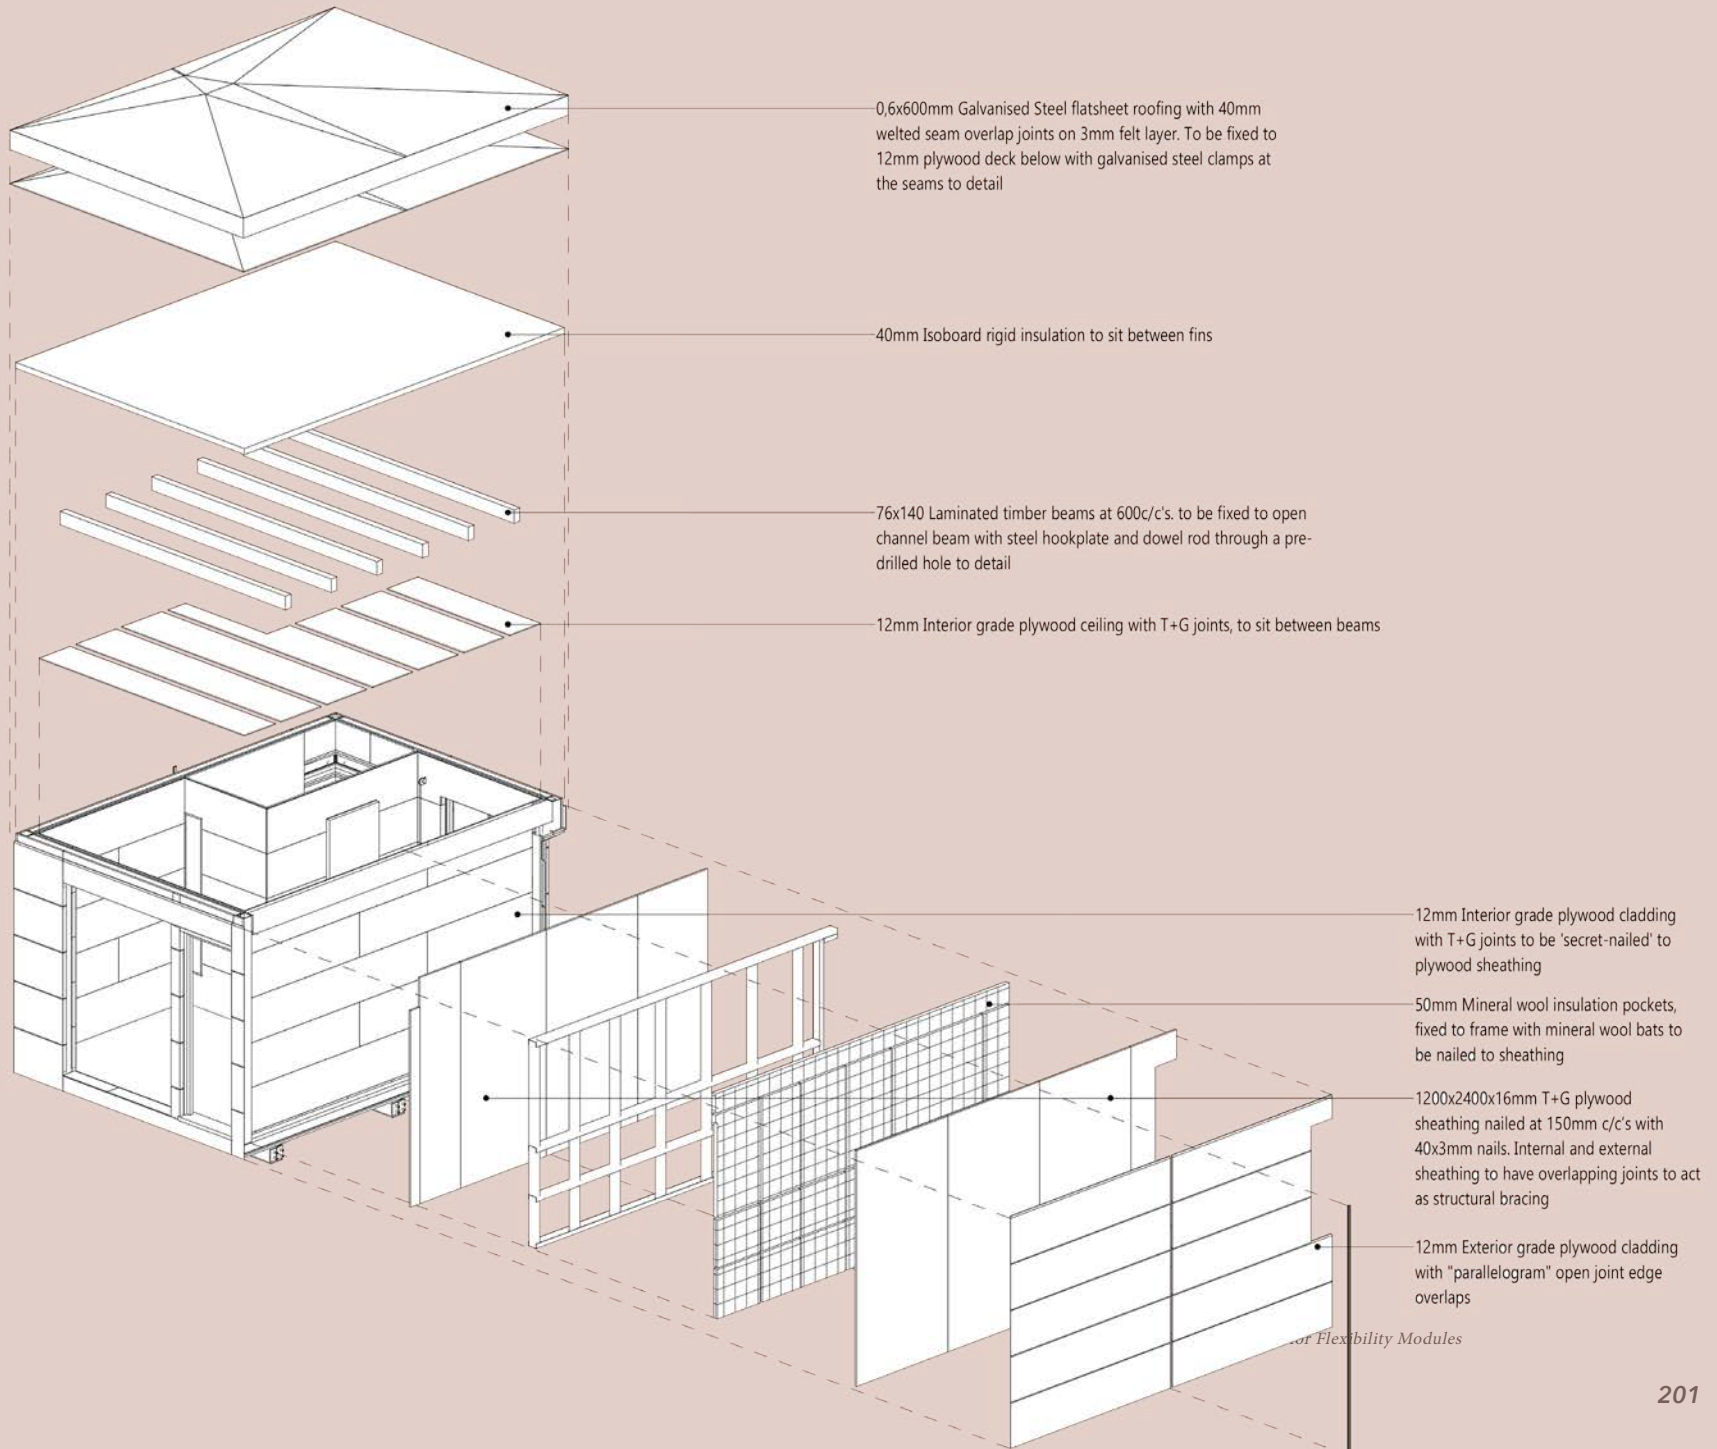 0,6x600mm Galvanised Steel flatsheet roofing with 40mm
welted seam overlap joints on 3mm felt layer. To be fixed to
12mm plywood deck below with galvanised steel clamps at
the seams to detail
40mm Isoboard rigid insulation to sit between fins
76x140 Laminated timber beams at 600c/c's. to be fixed to open
channel beam with steel hookplate and dowel rod through a pre-
drilled hole to detail
12mm Interior grade plywood ceiling with T+G joints, to sit between beams
12mm Interior grade plywood cladding
with T+G joints to be 'secret-nailed' to
plywood sheathing
50mm Mineral wool insulation pockets,
fixed to frame with mineral wool bats to
be nailed to sheathing
1200x2400x16mm T+G plywood
sheathing nailed at 150mm c/c's with
40x3mm nails. Internal and external
sheathing to have overlapping joints to act
as structural bracing
12mm Exterior grade plywood cladding
with "parallelogram" open joint edge
overlaps
Flexibility Modules
201